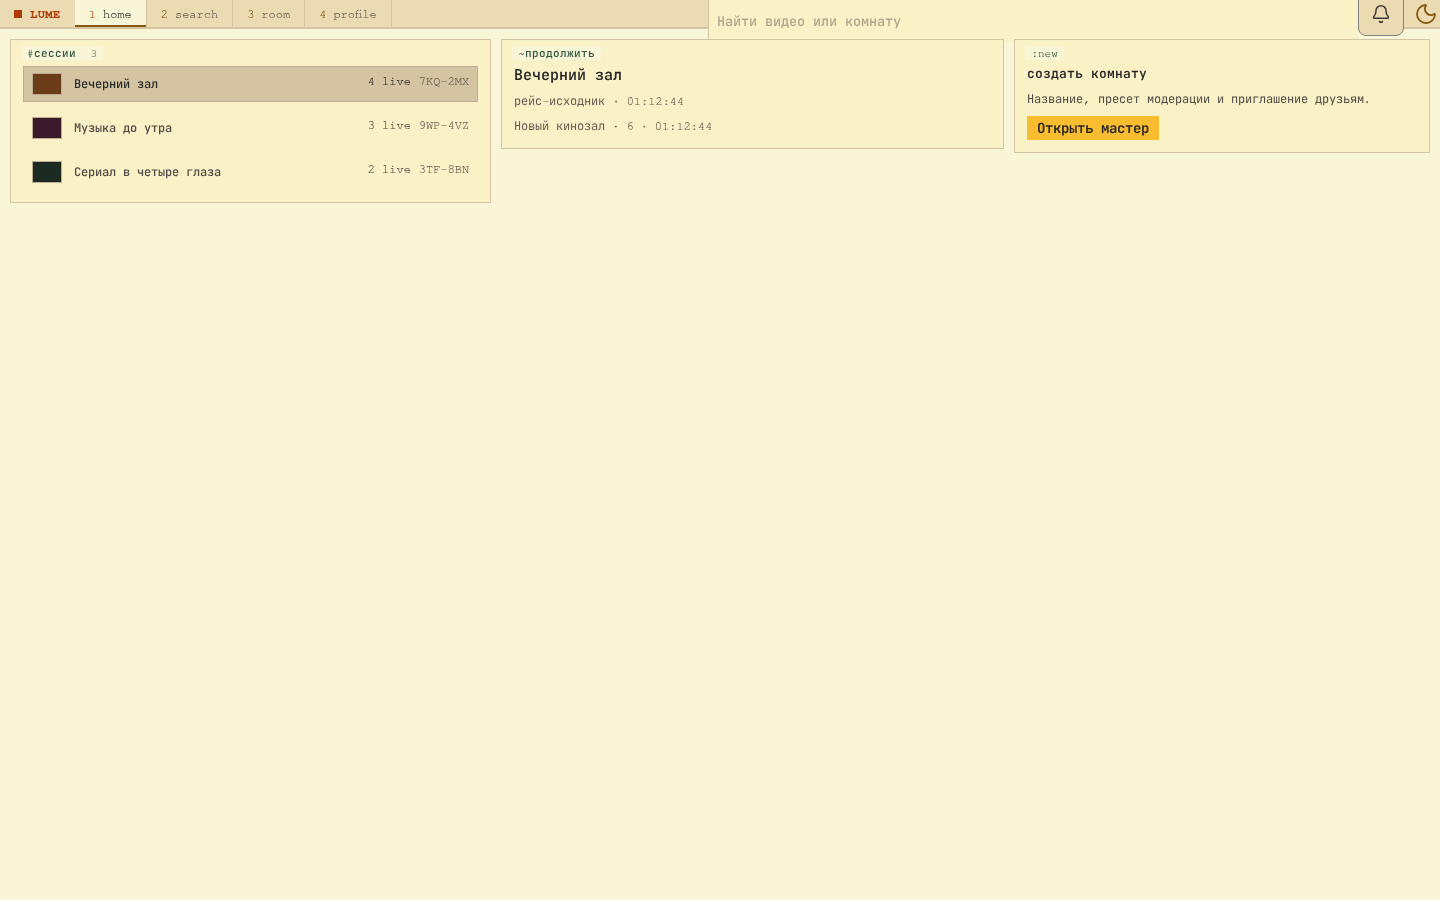 LUME 1 home 2 search 3 room 4 profile Найти видео или комнату
#сессии 3
Вечерний зал 4 live 7KQ-2MX
Музыка до утра 3 live 9WP-4VZ
Сериал в четыре глаза 2 live 3TF-8BN
~продолжить
Вечерний зал
рейс-исходник · 01:12:44
Новый кинозал · 6 · 01:12:44
:new
создать комнату
Название, пресет модерации и приглашение друзьям.
Открыть мастер